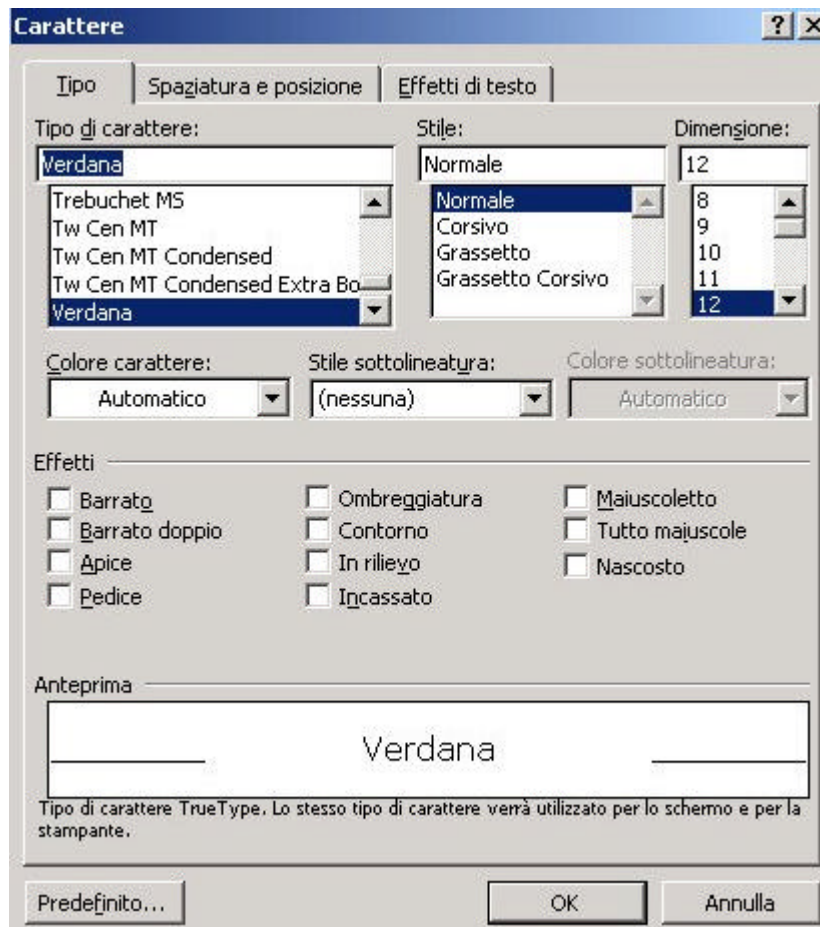 Carattere
Tipo Spaziatura e posizione Effetti di testo
Tipo di carattere: Stile: Dimensione:
Verdana Normale 12
Trebuchet MS Normale 8
Tw Cen MT Corsivo 9
Tw Cen MT Condensed Grassetto 10
Tw Cen MT Condensed Extra Bo Grassetto Corsivo 11
Verdana 12
Colore carattere: Stile sottolineatura: Colore sottolineatura:
Automatico (nessuna) Automatico
Effetti
Barrato Ombreggiatura Maiuscoletto
Barrato doppio Contorno Tutto maiuscole
Apice In rilievo Nascosto
Pedice Incassato
Anteprima
Verdana
Tipo di carattere TrueType. Lo stesso tipo di carattere verrà utilizzato per lo schermo e per la
stampante.
Predefinito... OK Annulla